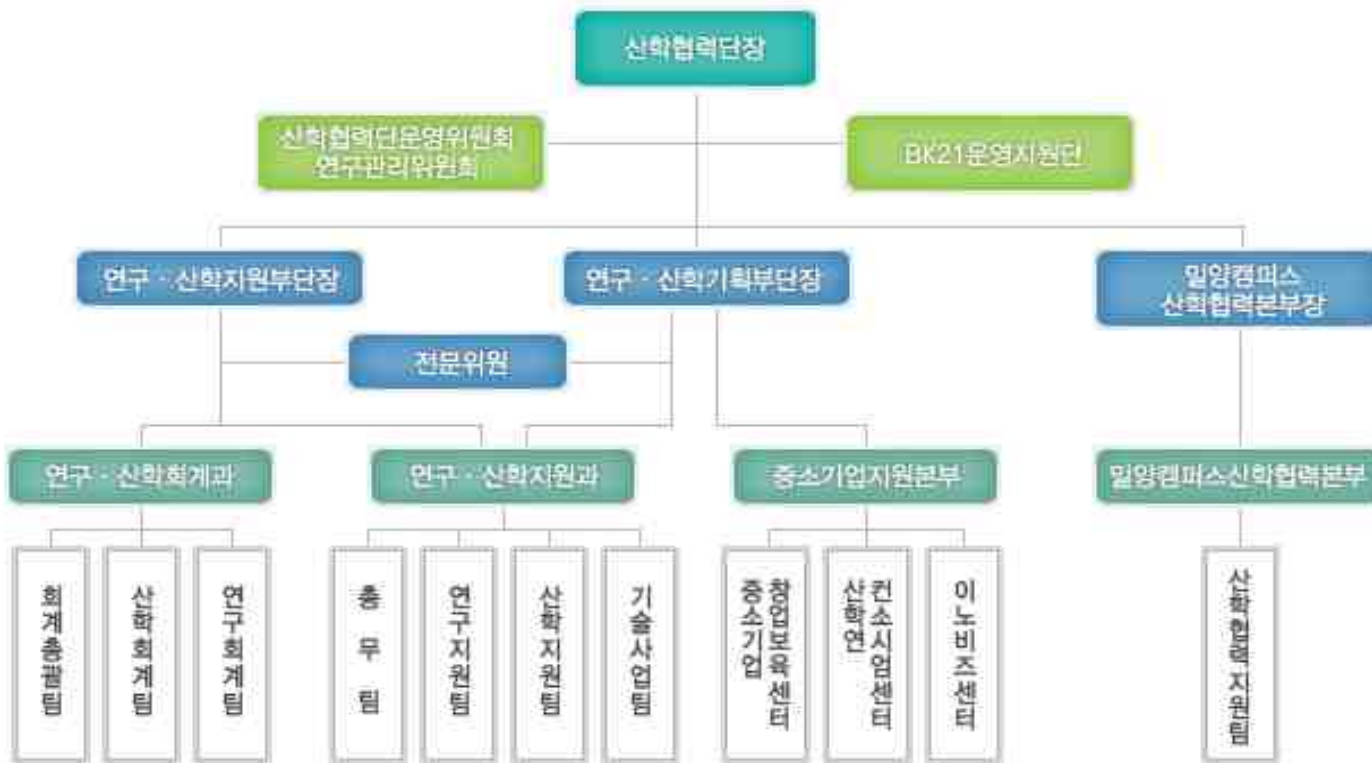 산학협력단장
산학협력단운영위원회
연구관리위원회
BK21운영지원단
연구 · 산학지원부단장
연구 · 산학기획부단장
밀양캠퍼스
산학협력본부장
전문위원
연구 · 산학회계과
연구 · 산학지원과
중소기업지원본부
밀양캠퍼스산학협력본부
회계총괄팀
산학회계팀
연구회계팀
총 무 팀
연구지원팀
산학지원팀
기술사업팀
중소기업
창업보육센터
산학연
컨소시엄센터
이노비즈센터
산학협력 지원팀